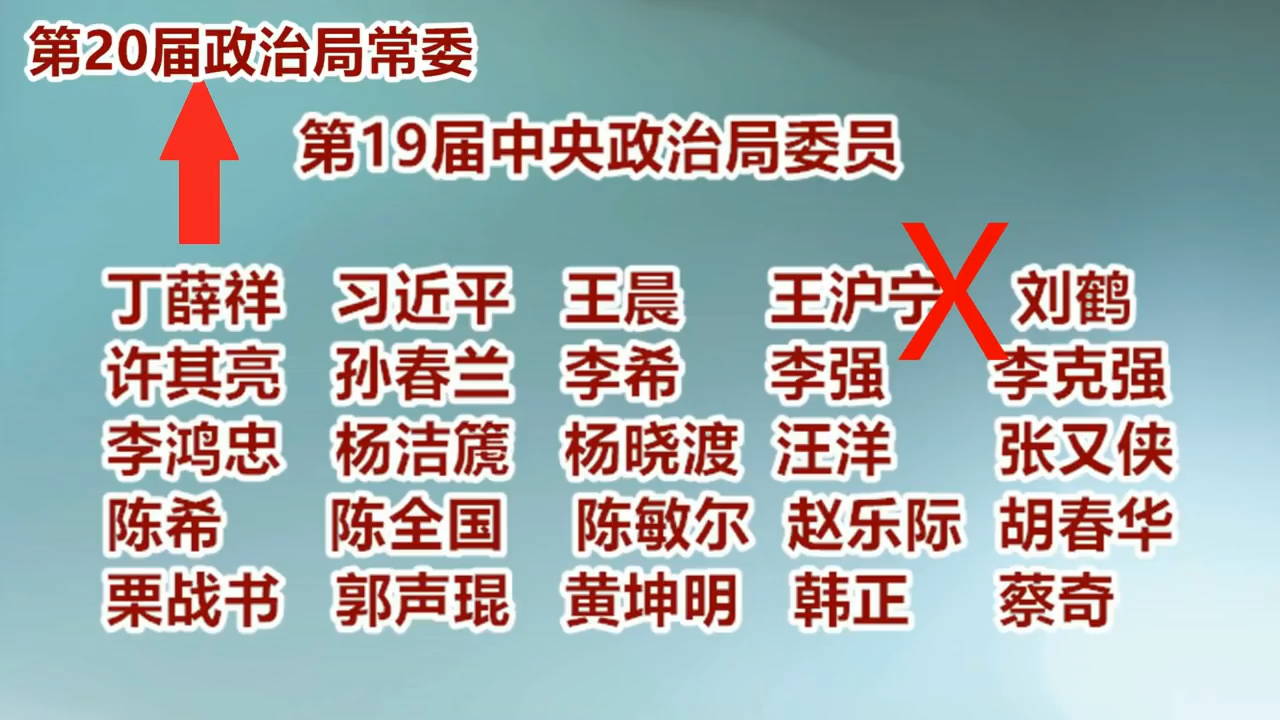 第20届政治局常委
第19届中央政治局委员
丁薛祥 习近平 王晨 王沪宁 X 刘鹤
许其亮 孙春兰 李希 李强 李克强
李鸿忠 杨洁篪 杨晓渡 汪洋 张又侠
陈希 陈全国 陈敏尔 赵乐际 胡春华
栗战书 郭声琨 黄坤明 韩正 蔡奇